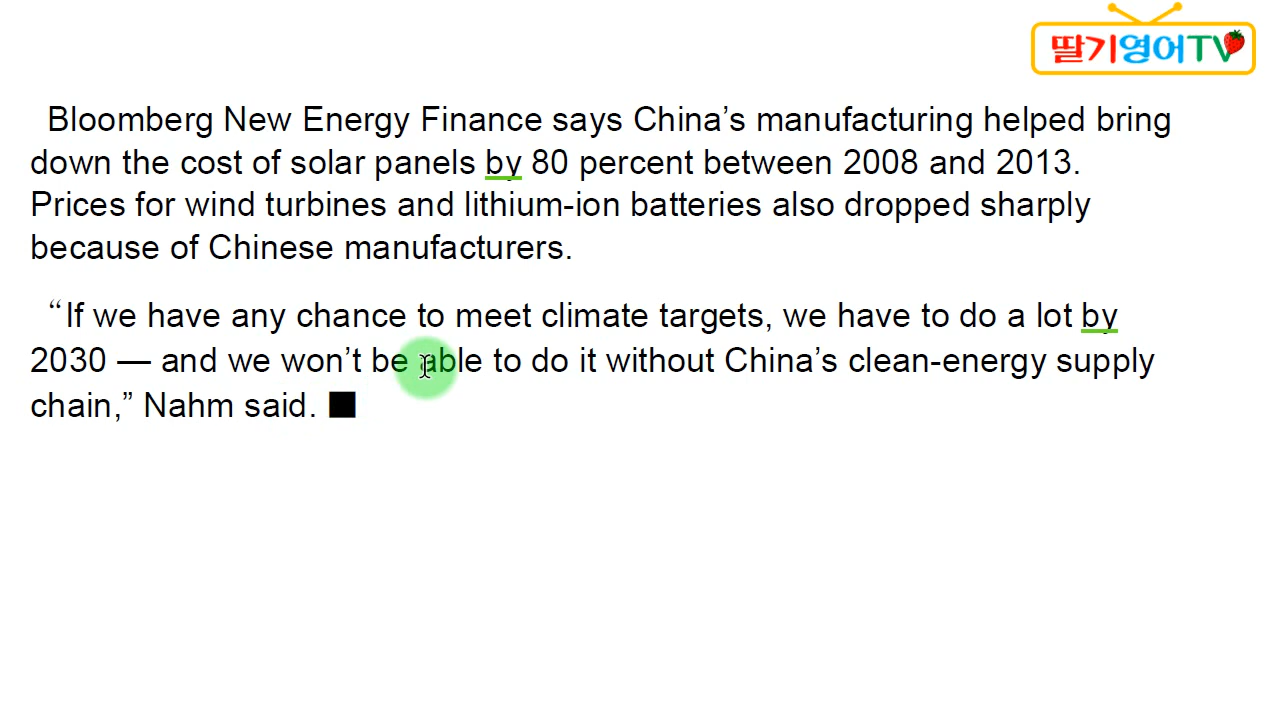 딸기영어TV
Bloomberg New Energy Finance says China’s manufacturing helped bring
down the cost of solar panels by 80 percent between 2008 and 2013.
Prices for wind turbines and lithium-ion batteries also dropped sharply
because of Chinese manufacturers.
“If we have any chance to meet climate targets, we have to do a lot by
2030 — and we won’t be able to do it without China’s clean-energy supply
chain,” Nahm said. ■